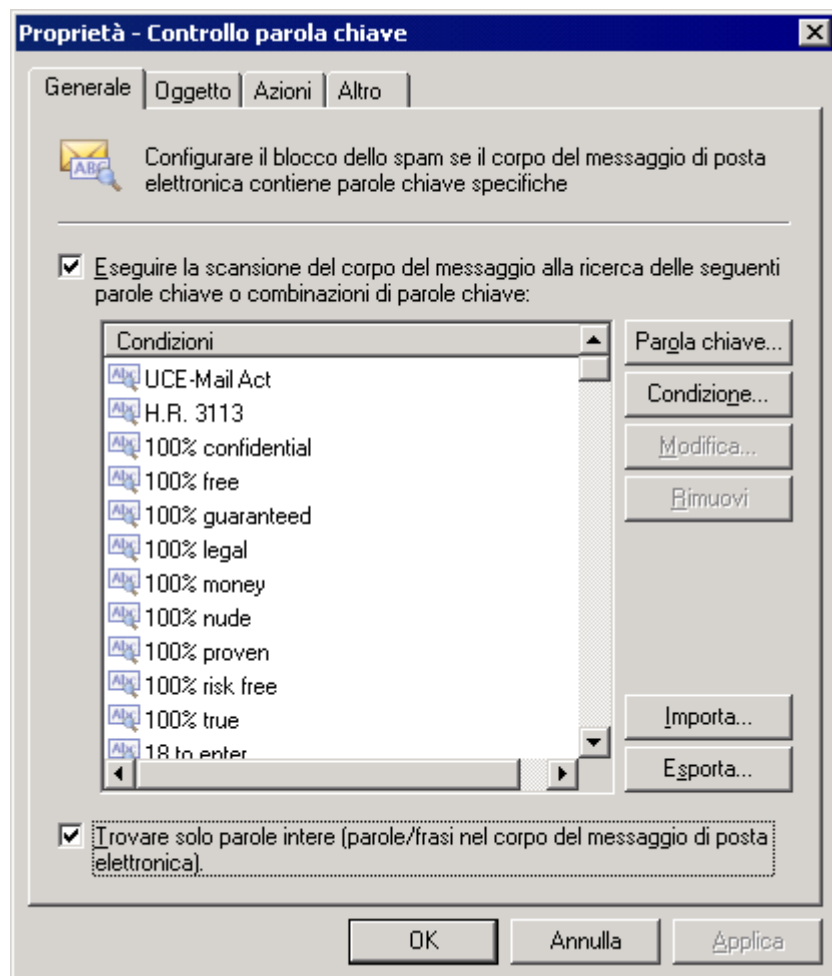 Proprietà - Controllo parola chiave
Generale
Oggetto
Azioni
Altro
Configurare il blocco dello spam se il corpo del messaggio di posta
elettronica contiene parole chiave specifiche
Eseguire la scansione del corpo del messaggio alla ricerca delle seguenti
parole chiave o combinazioni di parole chiave:
Condizioni
UCE-Mail Act
H.R. 3113
100% confidential
100% free
100% guaranteed
100% legal
100% money
100% nude
100% proven
100% risk free
100% true
18 to enter
Parola chiave...
Condizione...
Modifica...
Rimuovi
Importa...
Esporta...
Trovare solo parole intere (parole/frasi nel corpo del messaggio di posta
elettronica).
OK
Annulla
Applica